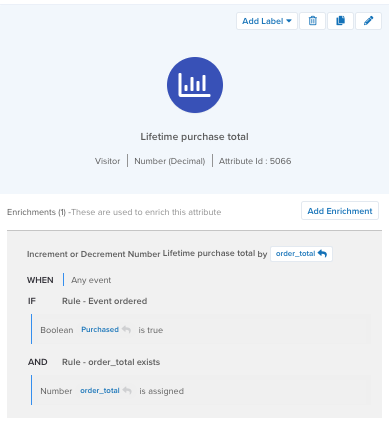 Add Label
Lifetime purchase total
Visitor | Number (Decimal) | Attribute Id : 5066
Enrichments (1) -These are used to enrich this attribute
Add Enrichment
Increment or Decrement Number Lifetime purchase total by order_total
WHEN Any event
IF Rule - Event ordered
Boolean Purchased is true
AND Rule - order_total exists
Number order_total is assigned